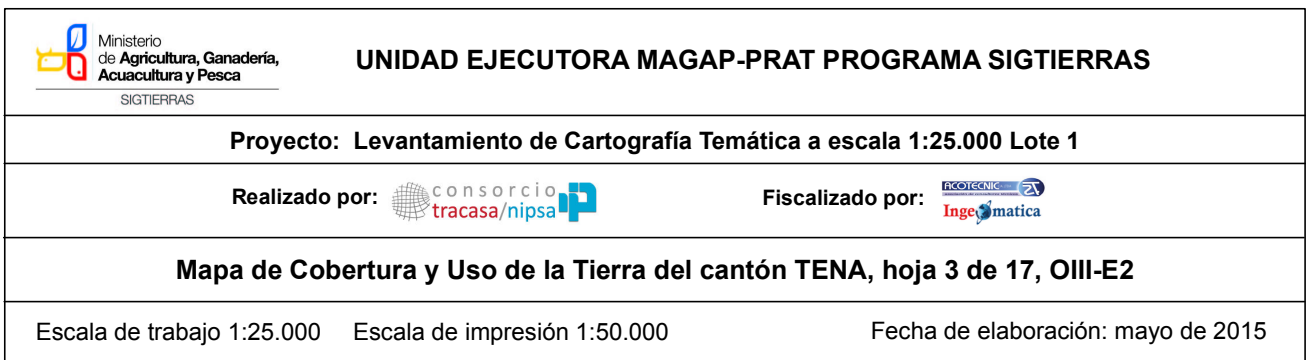 Ministerio
de Agricultura, Ganadería,
Acuacultura y Pesca
SIGTIERRAS
UNIDAD EJECUTORA MAGAP-PRAT PROGRAMA SIGTIERRAS
Proyecto: Levantamiento de Cartografía Temática a escala 1:25.000 Lote 1
Realizado por: consorcio
tracasa/nipsa
Fiscalizado por: ACOTECNIC
Ingeomatica
Mapa de Cobertura y Uso de la Tierra del cantón TENA, hoja 3 de 17, OIII-E2
Escala de trabajo 1:25.000 Escala de impresión 1:50.000 Fecha de elaboración: mayo de 2015